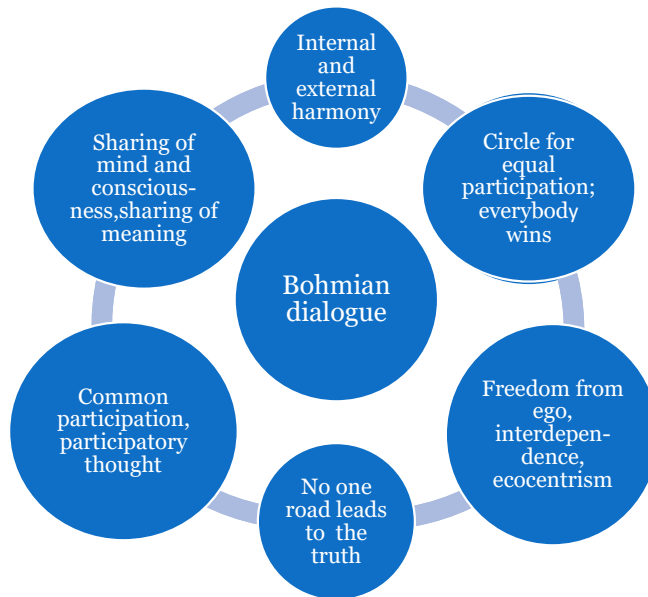 Internal
and
external
harmony
Circle for
equal
participation;
everybody
wins
Freedom from
ego,
interdepen-
dence,
ecocentrism
No one
road leads
to the
truth
Common
participation,
participatory
thought
Sharing of
mind and
conscious-
ness,sharing of
meaning
Bohmian
dialogue